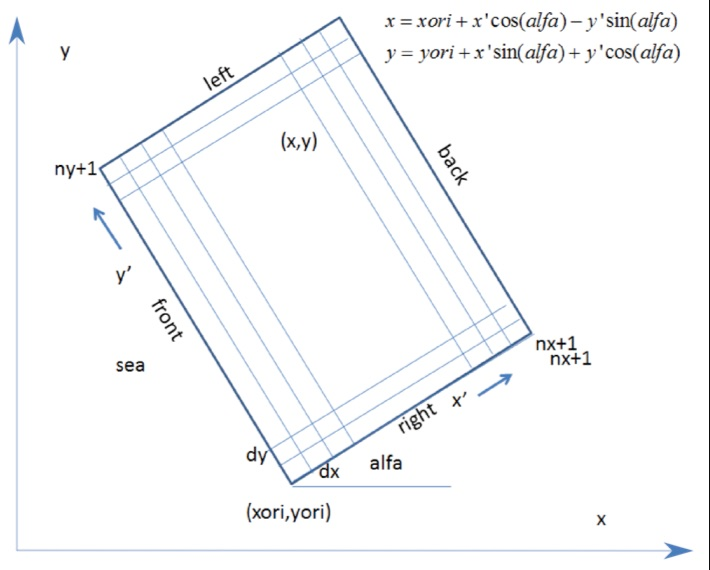 x = xori + x'cos(alfa) − y'sin(alfa)
y = yori + x'sin(alfa) + y'cos(alfa)
y
left
(x,y)
back
ny+1
y’
front
sea
nx+1
nx+1
x’
right
dy
dx
alfa
(xori,yori)
x